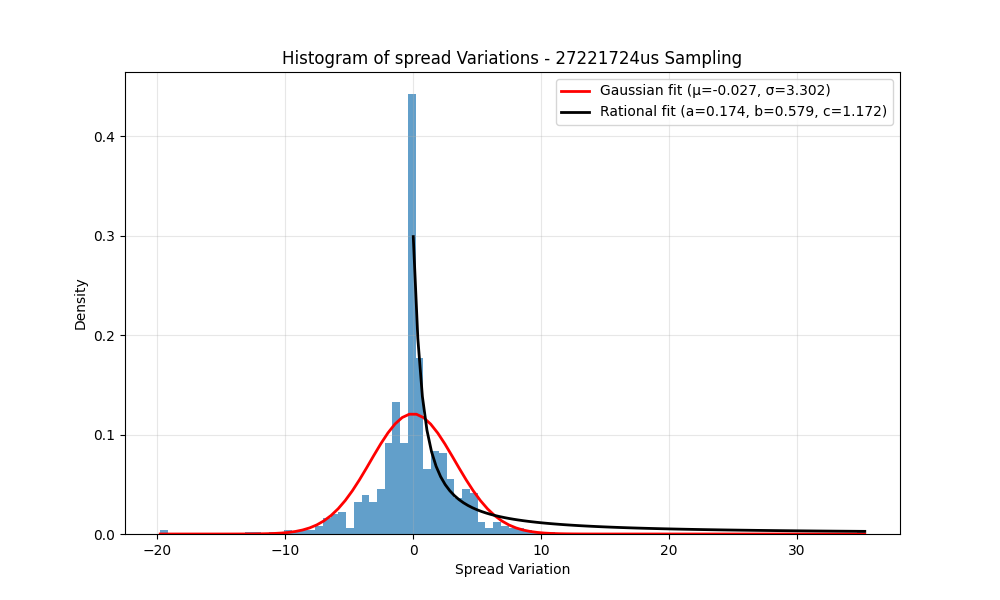 Histogram of spread Variations - 27221724us Sampling
Gaussian fit (μ=-0.027, σ=3.302)
Rational fit (a=0.174, b=0.579, c=1.172)
Density
0.4
0.3
0.2
0.1
0.0
−20 −10 0 10 20 30
Spread Variation